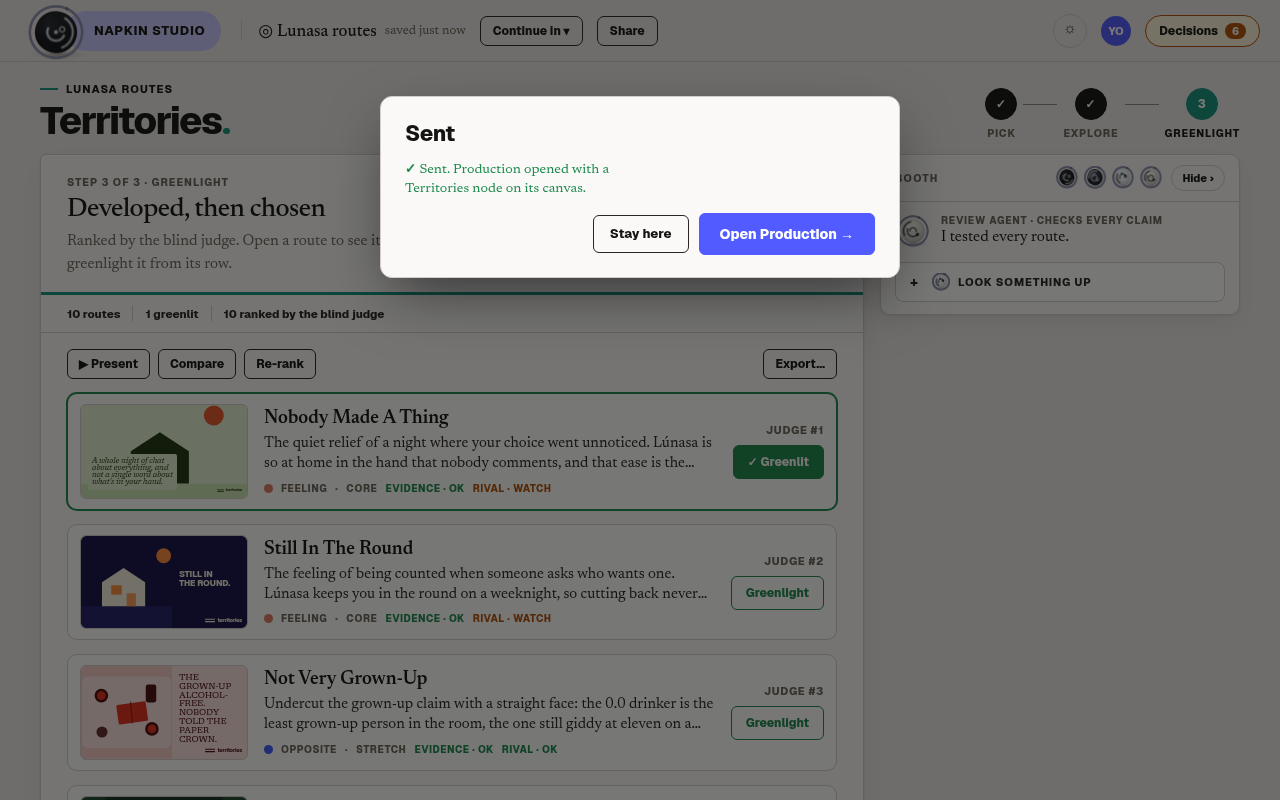 NAPKIN STUDIO
◎ Lunasa routes
saved just now
Continue in ▾
Share
YO
Decisions 6
LUNASA ROUTES
Territories.
✓
✓
3
PICK
EXPLORE
GREENLIGHT
Sent
✓ Sent. Production opened with a
Territories node on its canvas.
Stay here
Open Production →
STEP 3 OF 3 · GREENLIGHT
Developed, then chosen
Ranked by the blind judge. Open a route to see it
greenlight it from its row.
10 routes
1 greenlit
10 ranked by the blind judge
▶ Present
Compare
Re-rank
Export...
Nobody Made A Thing
The quiet relief of a night where your choice went unnoticed. Lúnasa is
so at home in the hand that nobody comments, and that ease is the...
FEELING · CORE EVIDENCE · OK RIVAL · WATCH
JUDGE #1
✓ Greenlit
A whole night of chat
about everything, and
not a single word about
what's in your hand.
territories
Still In The Round
The feeling of being counted when someone asks who wants one.
Lúnasa keeps you in the round on a weeknight, so cutting back never...
FEELING · CORE EVIDENCE · OK RIVAL · WATCH
JUDGE #2
Greenlight
STILL IN
THE ROUND.
territories
Not Very Grown-Up
Undercut the grown-up claim with a straight face: the 0.0 drinker is the
least grown-up person in the room, the one still giddy at eleven on a...
OPPOSITE · STRETCH EVIDENCE · OK RIVAL · OK
JUDGE #3
Greenlight
THE
GROWN-UP
ALCOHOL-
FREE.
NOBODY
TOLD THE
PAPER
CROWN.
territories
BOOTH
Hide ›
REVIEW AGENT · CHECKS EVERY CLAIM
I tested every route.
+ LOOK SOMETHING UP